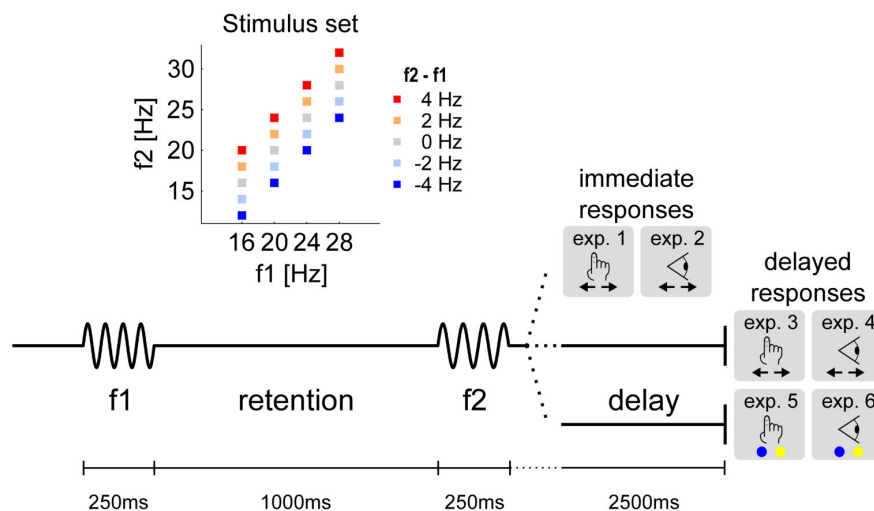 Stimulus set
f2 [Hz]
30
25
20
15
16 20 24 28
f1 [Hz]
f2 - f1
4 Hz
2 Hz
0 Hz
-2 Hz
-4 Hz
immediate
responses
exp. 1
exp. 2
delayed
responses
exp. 3
exp. 4
exp. 5
exp. 6
f1
retention
f2
delay
250ms
1000ms
250ms
2500ms